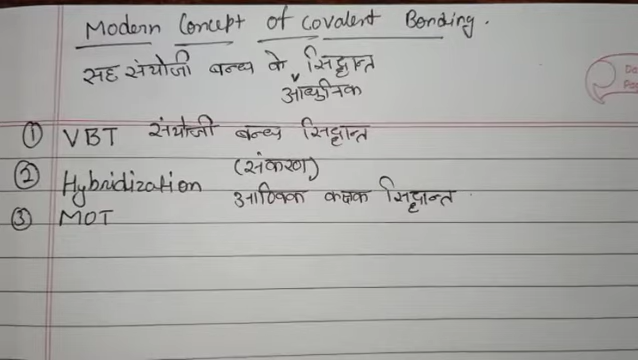 Modern Concept of Covalent Bonding.
सह संयोजी बन्ध के सिद्धान्त
आधुनिक
① VBT संयोजी बन्ध सिद्धान्त
② Hybridization (संकरण)
③ MOT आण्विक कक्षक सिद्धान्त